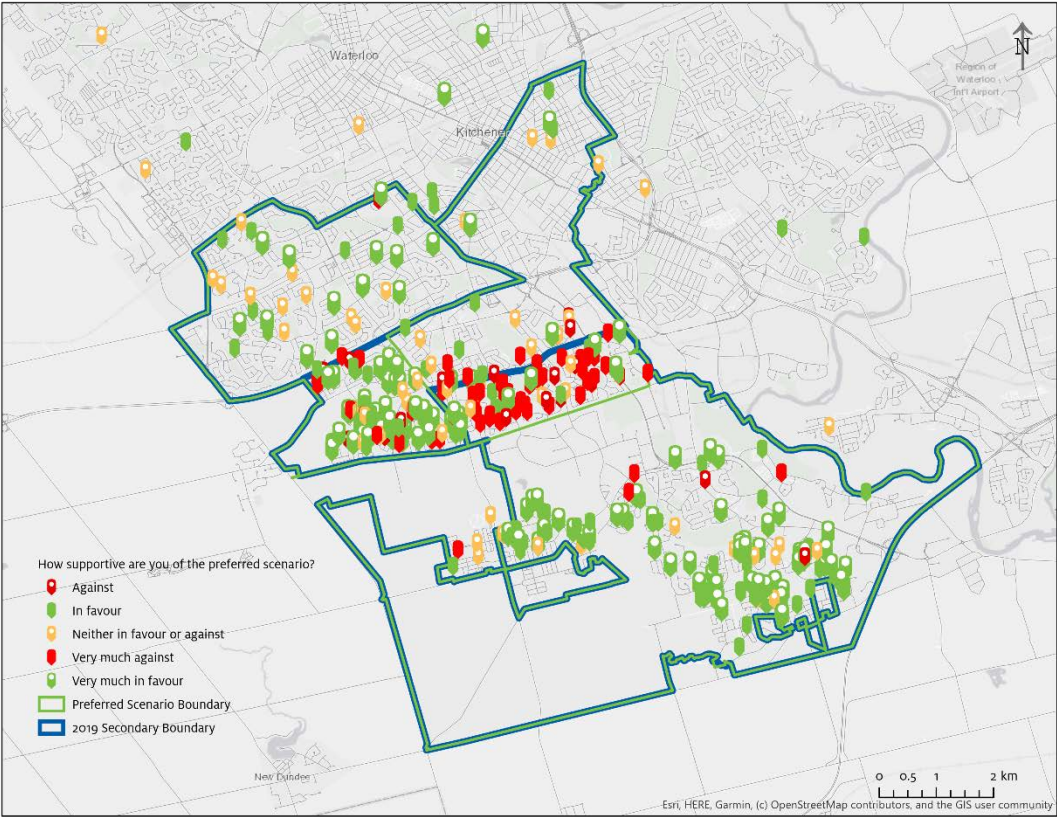 Waterloo
N
Region of
Waterloo
Int'l Airport
Kitchener
How supportive are you of the preferred scenario?
Against
In favour
Neither in favour or against
Very much against
Very much in favour
Preferred Scenario Boundary
2019 Secondary Boundary
New Dundee
0 0.5 1 2 km
Esri, HERE, Garmin, (c) OpenStreetMap contributors, and the GIS user community